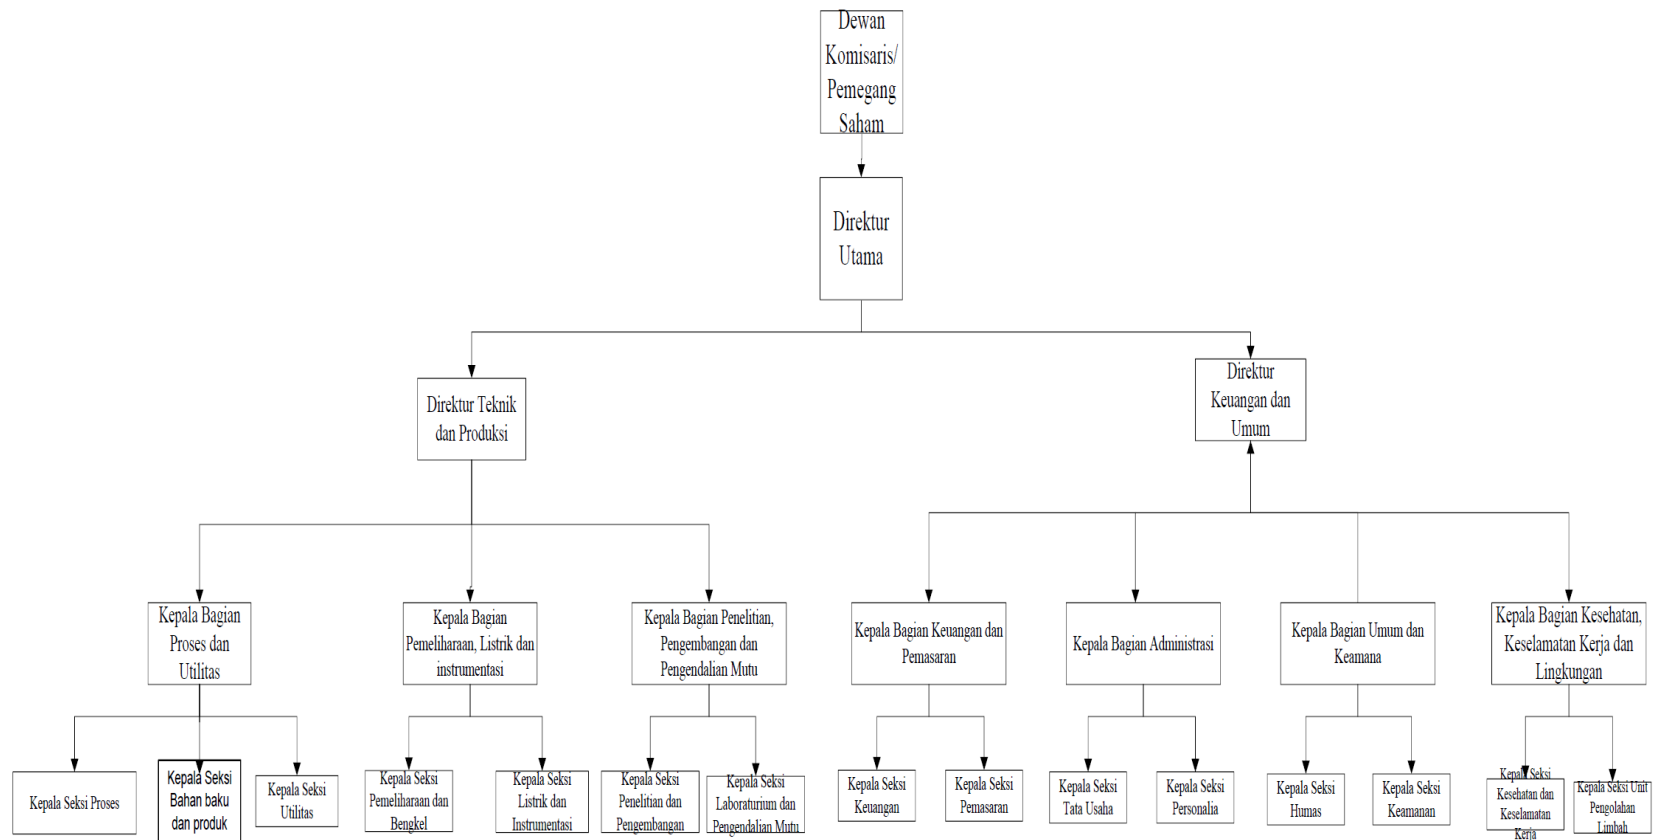 Dewan
Komisaris/
Pemegang
Saham
Direktur
Utama
Direktur Teknik
dan Produksi
Direktur
Keuangan dan
Umum
Kepala Bagian
Proses dan
Utilitas
Kepala Bagian
Pemeliharaan, Listrik dan
instrumentasi
Kepala Bagian Penelitian,
Pengembangan dan
Pengendalian Mutu
Kepala Bagian Keuangan dan
Pemasaran
Kepala Bagian Administrasi
Kepala Bagian Umum dan
Keamana
Kepala Bagian Kesehatan,
Keselamatan Kerja dan
Lingkungan
Kepala Seksi Proses
Kepala Seksi
Bahan baku
dan produk
Kepala Seksi
Utilitas
Kepala Seksi
Pemeliharaan dan
Bengkel
Kepala Seksi
Listrik dan
Instrumentasi
Kepala Seksi
Penelitian dan
Pengembangan
Kepala Seksi
Laboraturium dan
Pengendalian Mutu
Kepala Seksi
Keuangan
Kepala Seksi
Pemasaran
Kepala Seksi
Tata Usaha
Kepala Seksi
Personalia
Kepala Seksi
Humas
Kepala Seksi
Keamanan
Kepala Seksi
Kesehatan dan
Keselamatan
Kerja
Kepala Seksi Unit
Pengolahan
Limbah